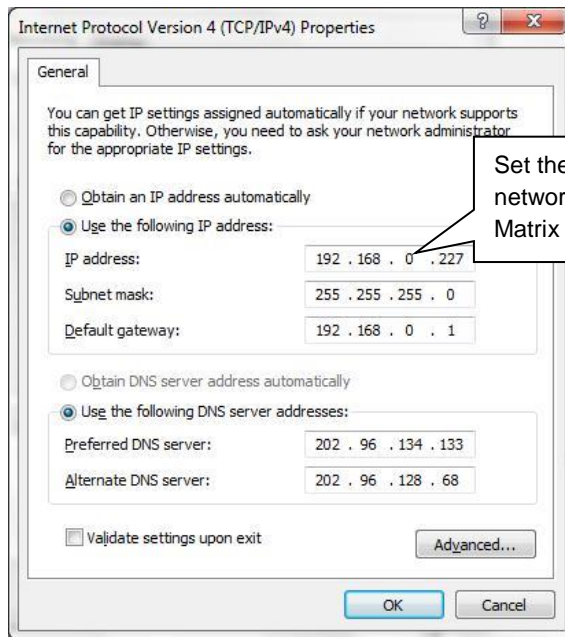 Internet Protocol Version 4 (TCP/IPv4) Properties
General
You can get IP settings assigned automatically if your network supports
this capability. Otherwise, you need to ask your network administrator
for the appropriate IP settings.
Obtain an IP address automatically
Use the following IP address:
IP address: 192 . 168 . 0 . 227
Subnet mask: 255 . 255 . 255 . 0
Default gateway: 192 . 168 . 0 . 1
Set the
networ
Matrix
Obtain DNS server address automatically
Use the following DNS server addresses:
Preferred DNS server: 202 . 96 . 134 . 133
Alternate DNS server: 202 . 96 . 128 . 68
Validate settings upon exit
Advanced...
OK
Cancel